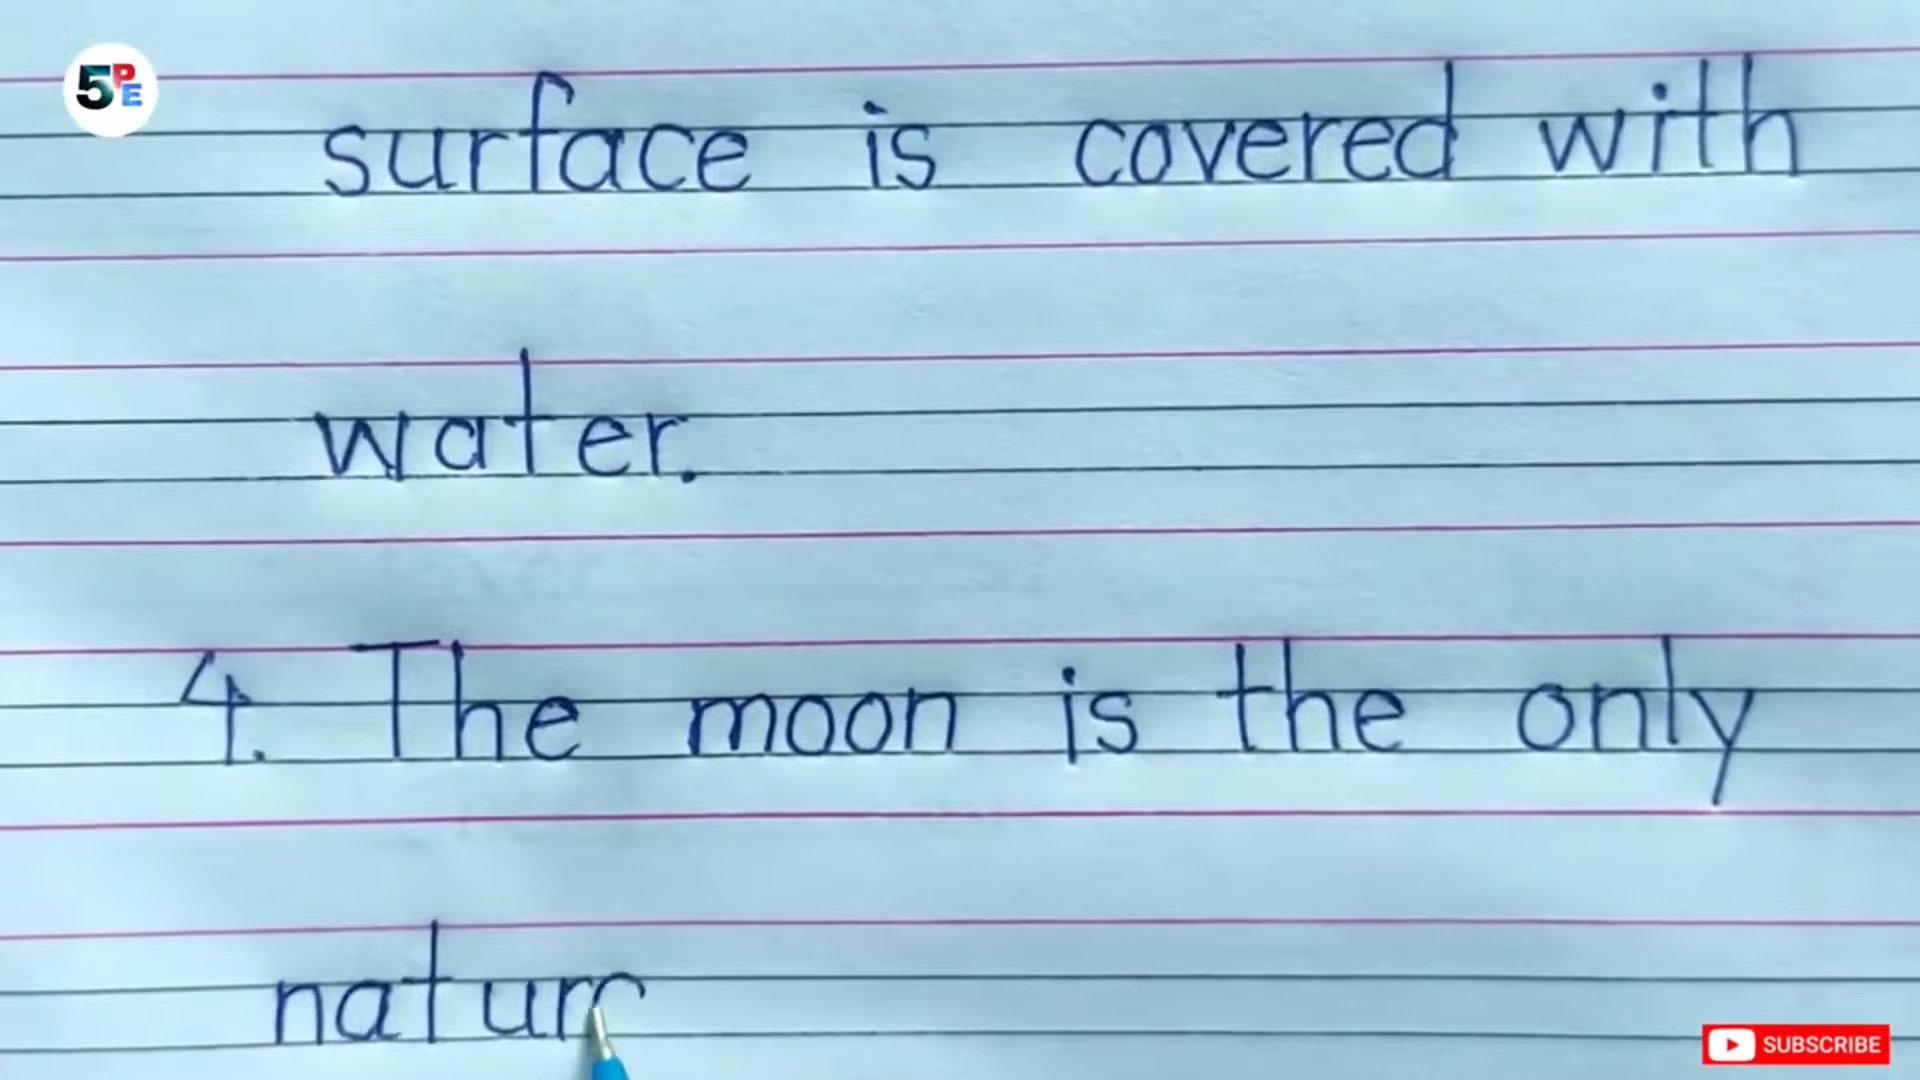 5PE
surface is covered with
water.
4. The moon is the only
natur
SUBSCRIBE